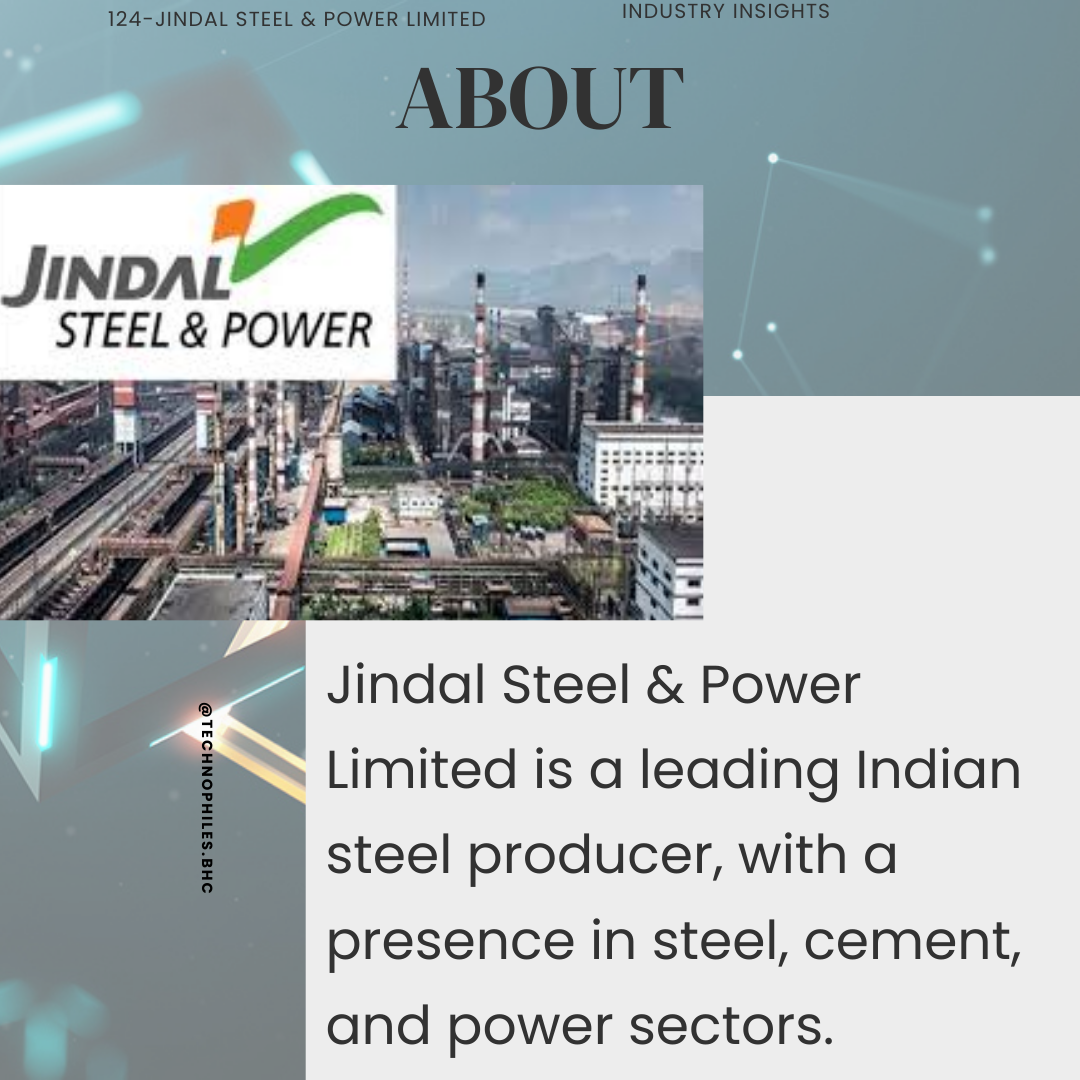 124-JINDAL STEEL & POWER LIMITED
INDUSTRY INSIGHTS
ABOUT
JINDAL
STEEL & POWER
Jindal Steel & Power
Limited is a leading Indian
steel producer, with a
presence in steel, cement,
and power sectors.
@TECHNOPHILES.BHC